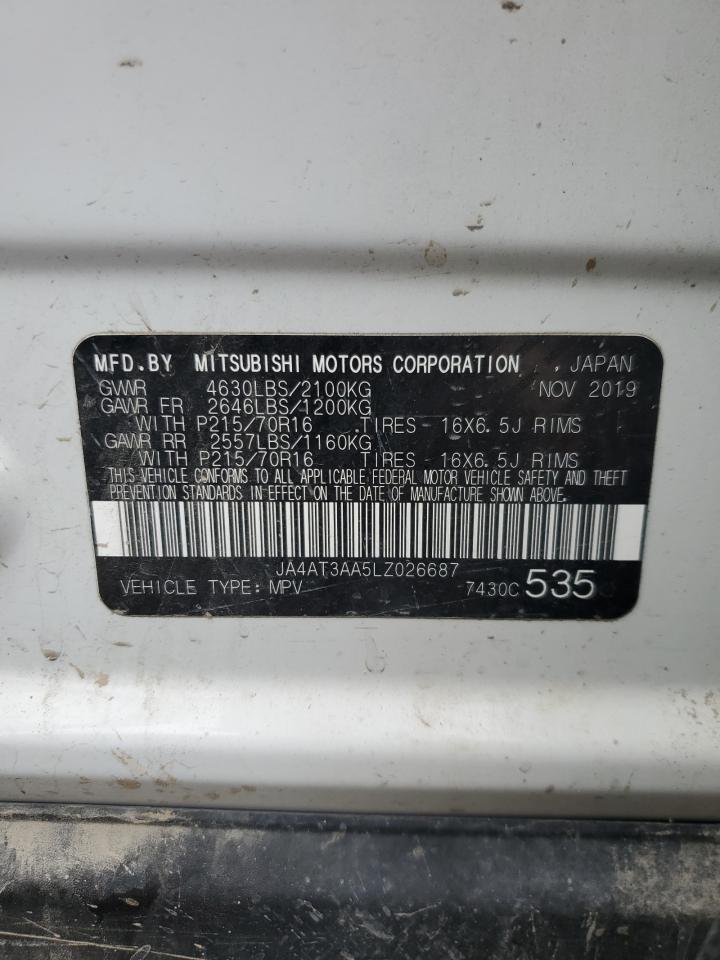 MFD.BY MITSUBISHI MOTORS CORPORATION , JAPAN
GVWR 4630LBS/2100KG NOV 2019
GAWR FR 2646LBS/1200KG
WITH P215/70R16 TIRES - 16X6.5J RIMS
GAWR RR 2557LBS/1160KG
WITH P215/70R16 TIRES - 16X6.5J RIMS
THIS VEHICLE CONFORMS TO ALL APPLICABLE FEDERAL MOTOR VEHICLE SAFETY AND THEFT
PREVENTION STANDARDS IN EFFECT ON THE DATE OF MANUFACTURE SHOWN ABOVE.
JA4AT3AA5LZ026687
VEHICLE TYPE: MPV 7430C 535